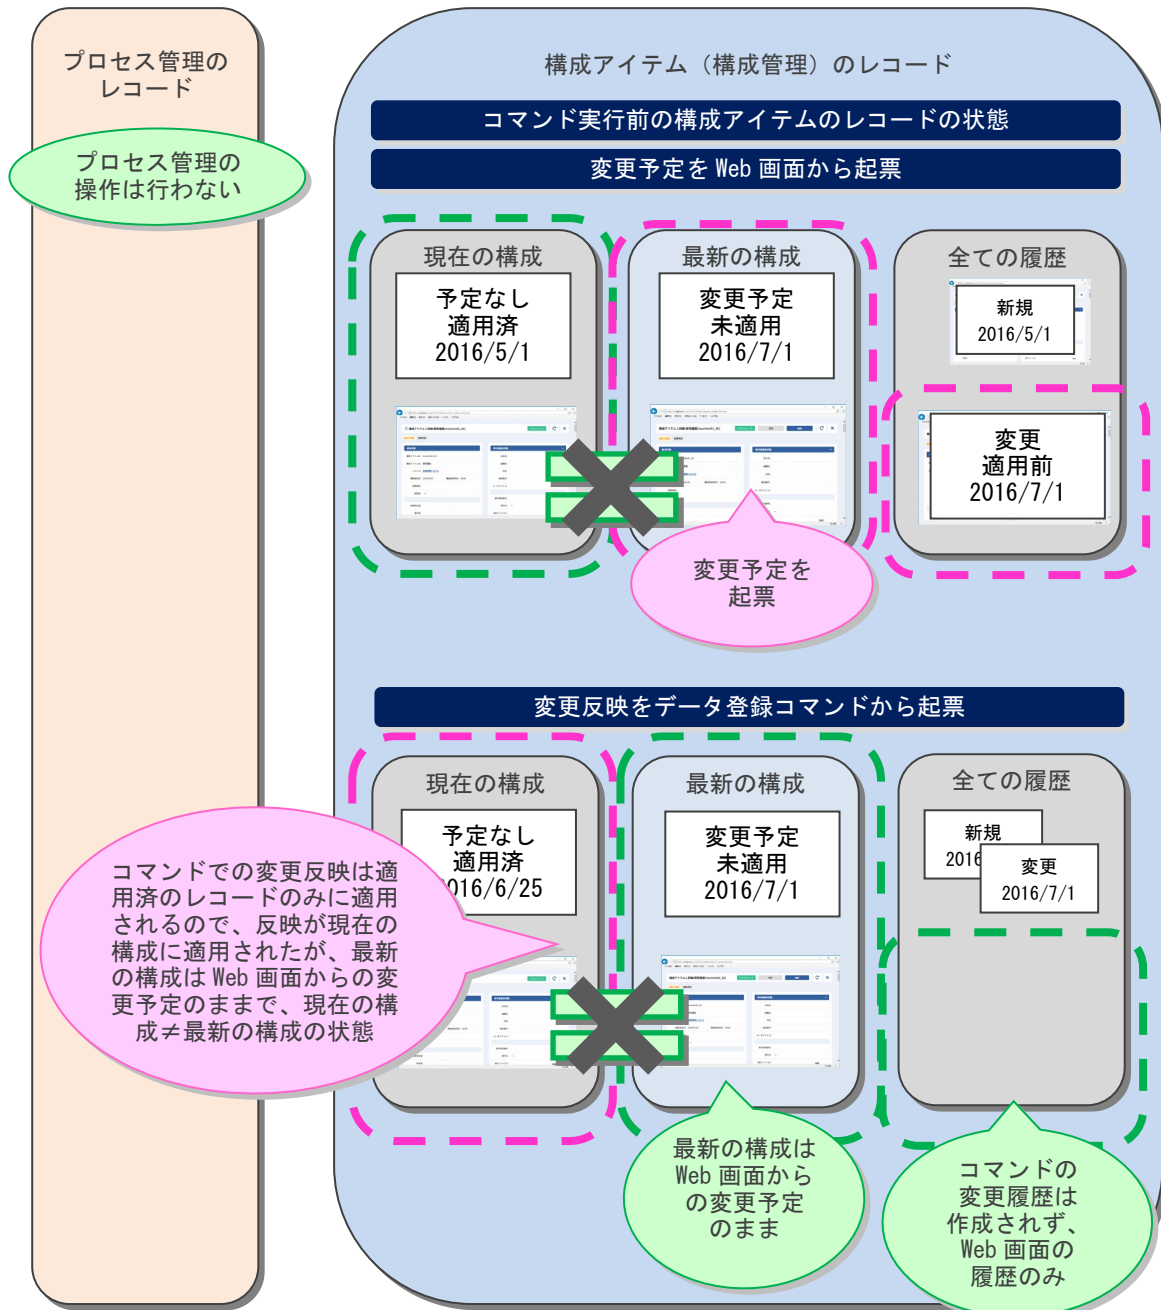 プロセス管理の
レコード
プロセス管理の
操作は行わない
構成アイテム（構成管理）のレコード
コマンド実行前の構成アイテムのレコードの状態
変更予定を Web 画面から起票
現在の構成
予定なし
適用済
2016/5/1
最新の構成
変更予定
未適用
2016/7/1
全ての履歴
新規
2016/5/1
変更
適用前
2016/7/1
変更予定を
起票
変更反映をデータ登録コマンドから起票
現在の構成
予定なし
適用済
016/6/25
最新の構成
変更予定
未適用
2016/7/1
全ての履歴
新規
2016
変更
2016/7/1
コマンドでの変更反映は適
用済のレコードのみに適用
されるので、反映が現在の
構成に適用されたが、最新
の構成は Web 画面からの変
更予定のままで、現在の構
成≠最新の構成の状態
最新の構成は
Web 画面から
の変更予定
のまま
コマンドの
変更履歴は
作成されず、
Web 画面の
履歴のみ